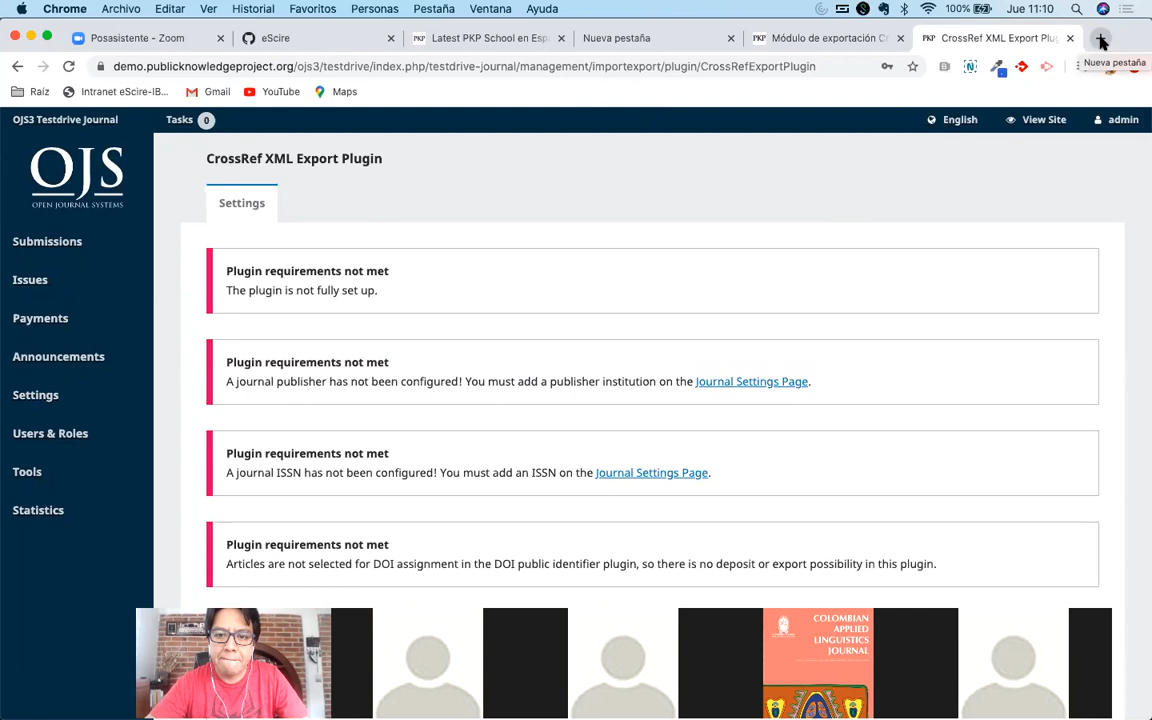 Chrome Archivo Editar Ver Historial Favoritos Personas Pestaña Ventana Ayuda 100% Jue 11:10
Posasistente - Zoom eScire PKP Latest PKP School en Esp Nueva pestaña PKP Módulo de exportación C PKP CrossRef XML Export Plug
demo.publicknowledgeproject.org/ojs3/testdrive/index.php/testdrive-journal/management/importexport/plugin/CrossRefExportPlugin
Nueva pestaña
Raíz Intranet eScire-IB... Gmail YouTube Maps
OJS3 Testdrive Journal Tasks 0 English View Site admin
OJS
OPEN JOURNAL SYSTEMS
Submissions
Issues
Payments
Announcements
Settings
Users & Roles
Tools
Statistics
CrossRef XML Export Plugin
Settings
Plugin requirements not met
The plugin is not fully set up.
Plugin requirements not met
A journal publisher has not been configured! You must add a publisher institution on the Journal Settings Page.
Plugin requirements not met
A journal ISSN has not been configured! You must add an ISSN on the Journal Settings Page.
Plugin requirements not met
Articles are not selected for DOI assignment in the DOI public identifier plugin, so there is no deposit or export possibility in this plugin.
COLOMBIAN
APPLIED
LINGUISTICS
JOURNAL